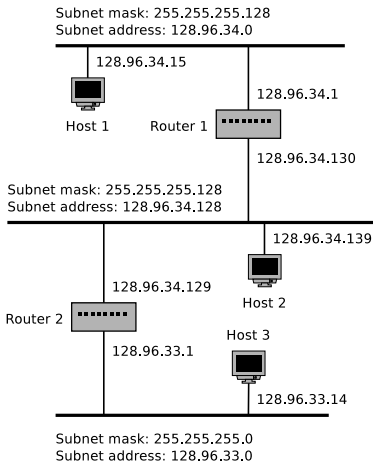 Subnet mask: 255.255.255.128
Subnet address: 128.96.34.0
128.96.34.15
128.96.34.1
Host 1
Router 1
128.96.34.130
Subnet mask: 255.255.255.128
Subnet address: 128.96.34.128
128.96.34.139
128.96.34.129
Host 2
Router 2
Host 3
128.96.33.1
128.96.33.14
Subnet mask: 255.255.255.0
Subnet address: 128.96.33.0